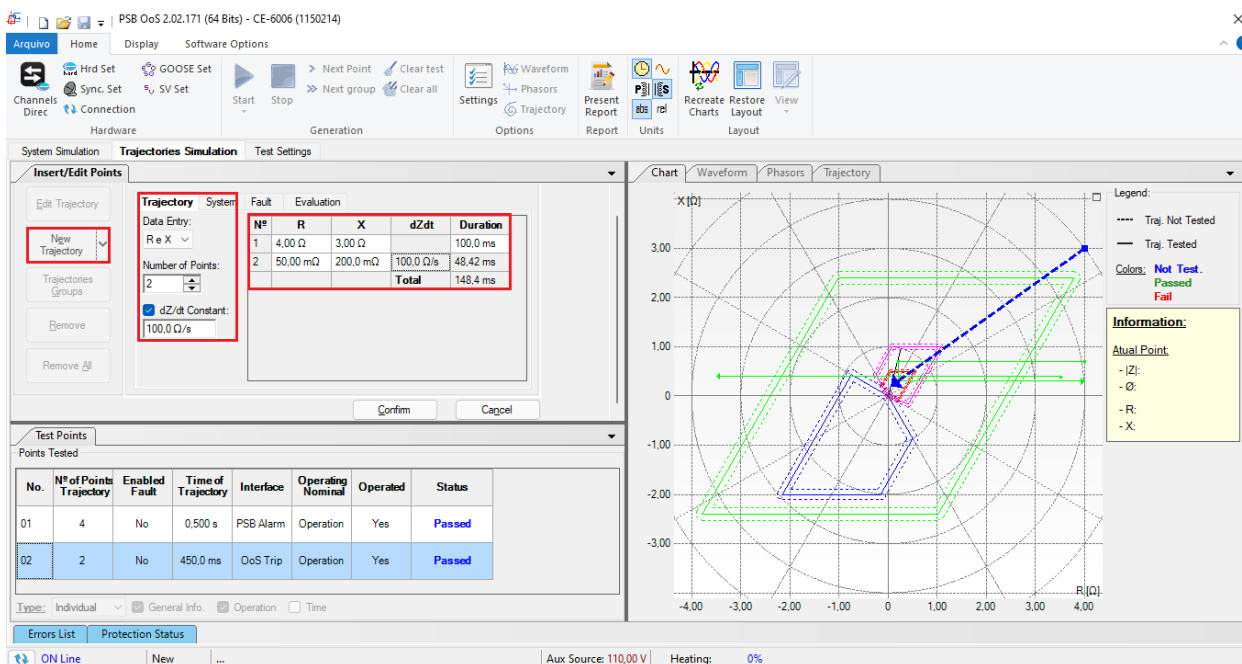 PSB OoS 2.02.171 (64 Bits) - CE-6006 (1150214)
Arquivo Home Display Software Options
Channels Direc
Hrd Set
Sync. Set
Connection
GOOSE Set
SV Set
Hardware
Start
Stop
Next Point
Next group
Clear test
Clear all
Generation
Settings
Waveform
Phasors
Trajectory
Options
Present Report
Report
abs rel
Units
Recreate Charts
Restore Layout
View
Layout
System Simulation Trajectories Simulation Test Settings
Insert/Edit Points
Edit Trajectory
New Trajectory
Trajectories Groups
Remove
Remove All
Trajectory System Fault Evaluation
Data Entry:
R e X
Number of Points:
2
dZ/dt Constant:
100,0 Ω/s
Nº R X dZdt Duration
1 4,00 Ω 3,00 Ω 100,0 ms
2 50,00 mΩ 200,0 mΩ 100,0 Ω/s 48,42 ms
Total 148,4 ms
Confirm Cancel
Test Points
Points Tested
No. Nº of Points Trajectory Enabled Fault Time of Trajectory Interface Operating Nominal Operated Status
01 4 No 0,500 s PSB Alarm Operation Yes Passed
02 2 No 450,0 ms OoS Trip Operation Yes Passed
Type: Individual General Info. Operation Time
Chart Waveform Phasors Trajectory
X [Ω]
3,00
2,00
1,00
0
-1,00
-2,00
-3,00
R [Ω]
-4,00 -3,00 -2,00 -1,00 0 1,00 2,00 3,00 4,00
Legend:
Traj. Not Tested
Traj. Tested
Colors: Not Test.
Passed
Fail
Information:
Atual Point:
- |Z|:
- Ø:
- R:
- X:
Errors List Protection Status
ON Line New ... Aux Source: 110,00 V Heating: 0%